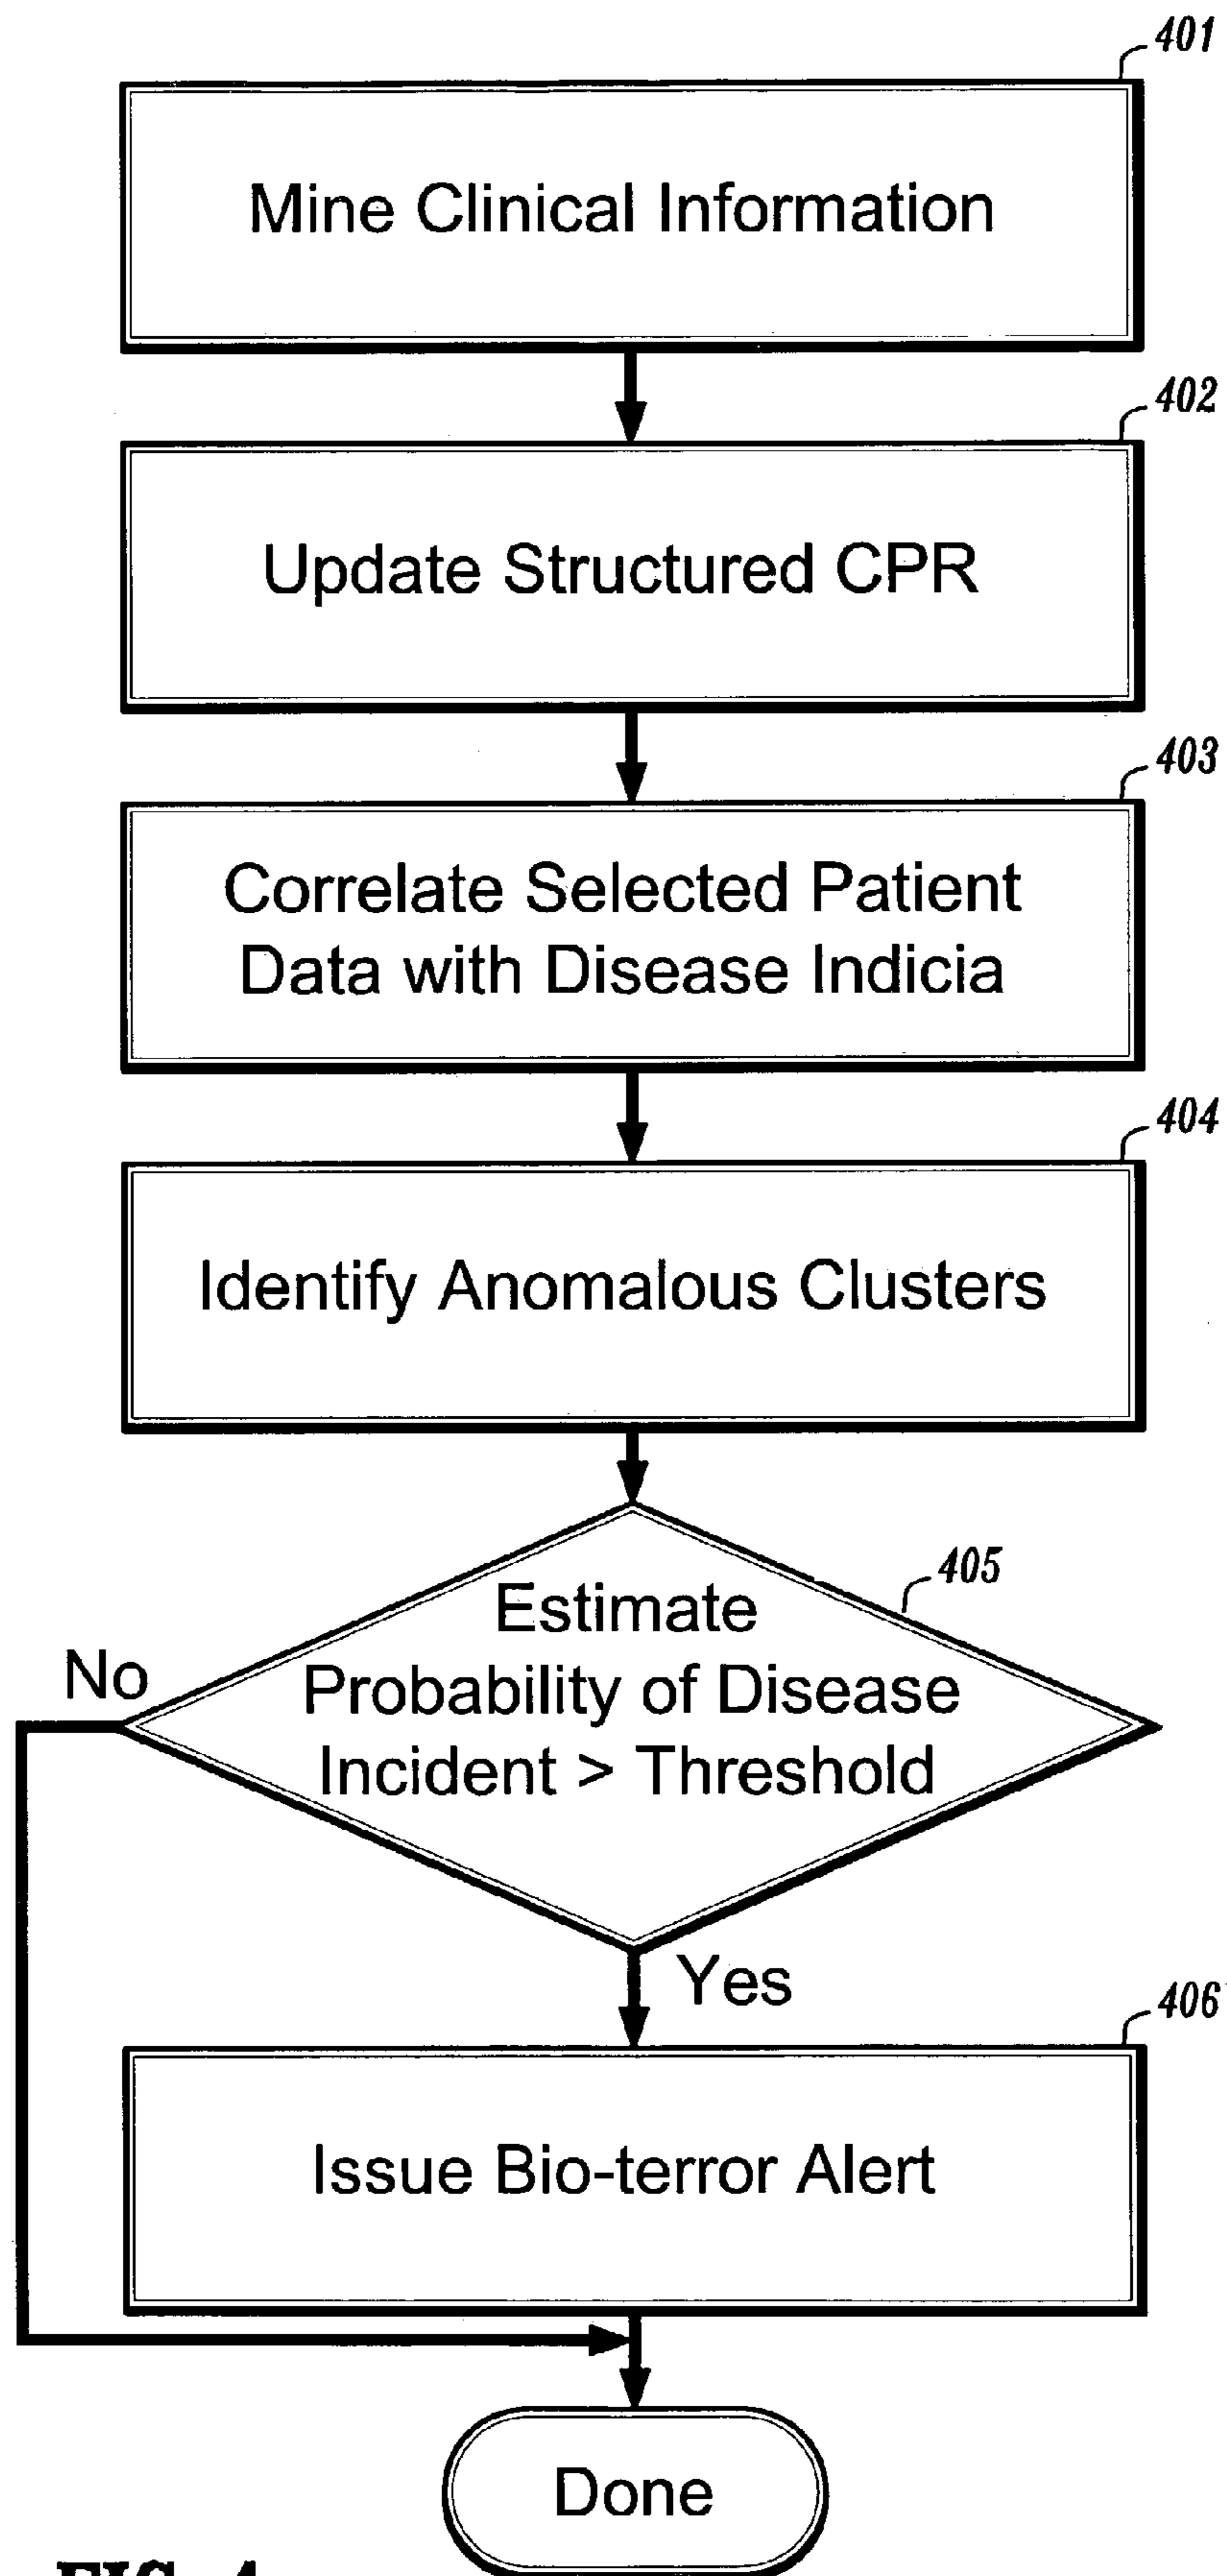 401
Mine Clinical Information
402
Update Structured CPR
403
Correlate Selected Patient
Data with Disease Indicia
404
Identify Anomalous Clusters
405
Estimate
Probability of Disease
Incident > Threshold
No
Yes
406
Issue Bio-terror Alert
Done